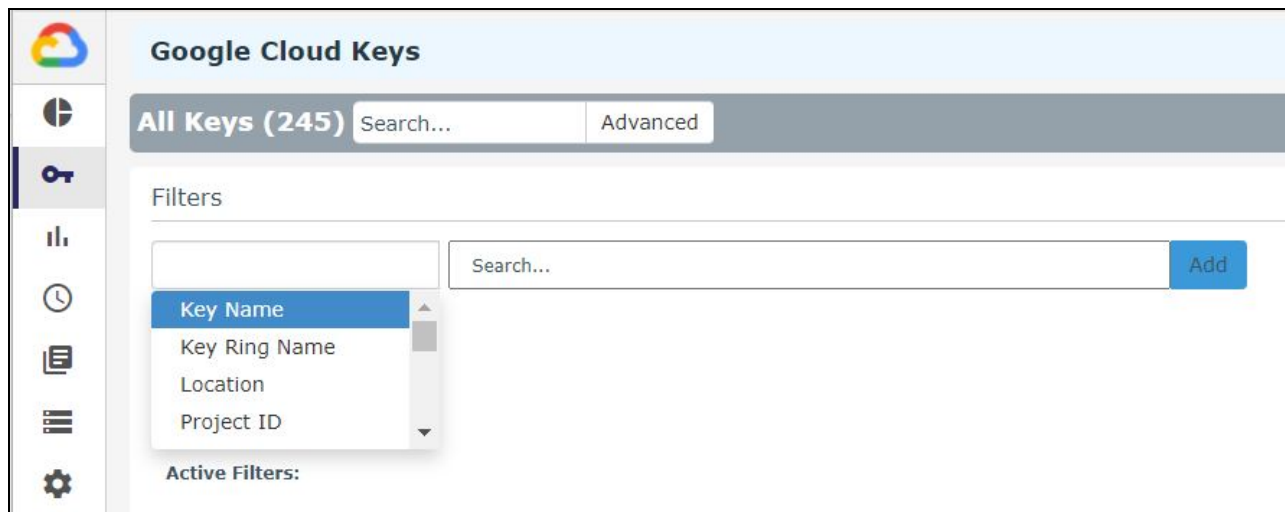 Google Cloud Keys
All Keys (245) Search... Advanced
Filters
Search... Add
Key Name
Key Ring Name
Location
Project ID
Active Filters: